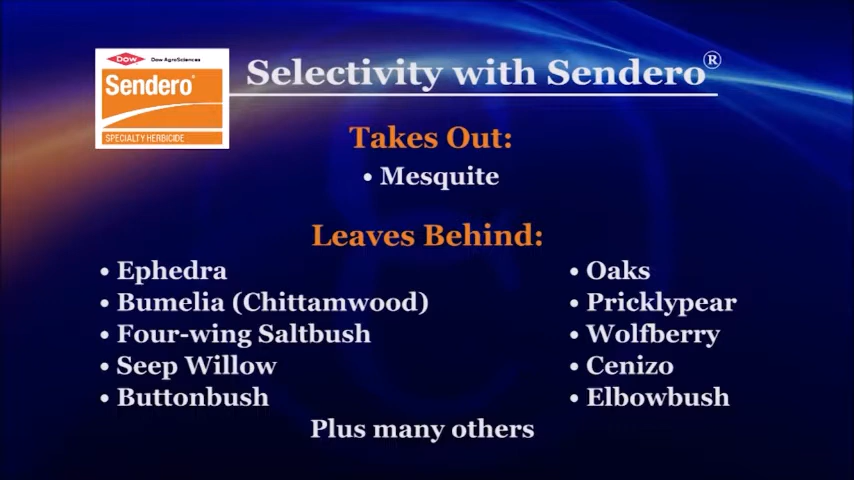 Dow
Dow AgroSciences
Sendero®
SPECIALTY HERBICIDE
Selectivity with Sendero®
Takes Out:
• Mesquite
Leaves Behind:
• Ephedra
• Bumelia (Chittamwood)
• Four-wing Saltbush
• Seep Willow
• Buttonbush
• Oaks
• Pricklypear
• Wolfberry
• Cenizo
• Elbowbush
Plus many others